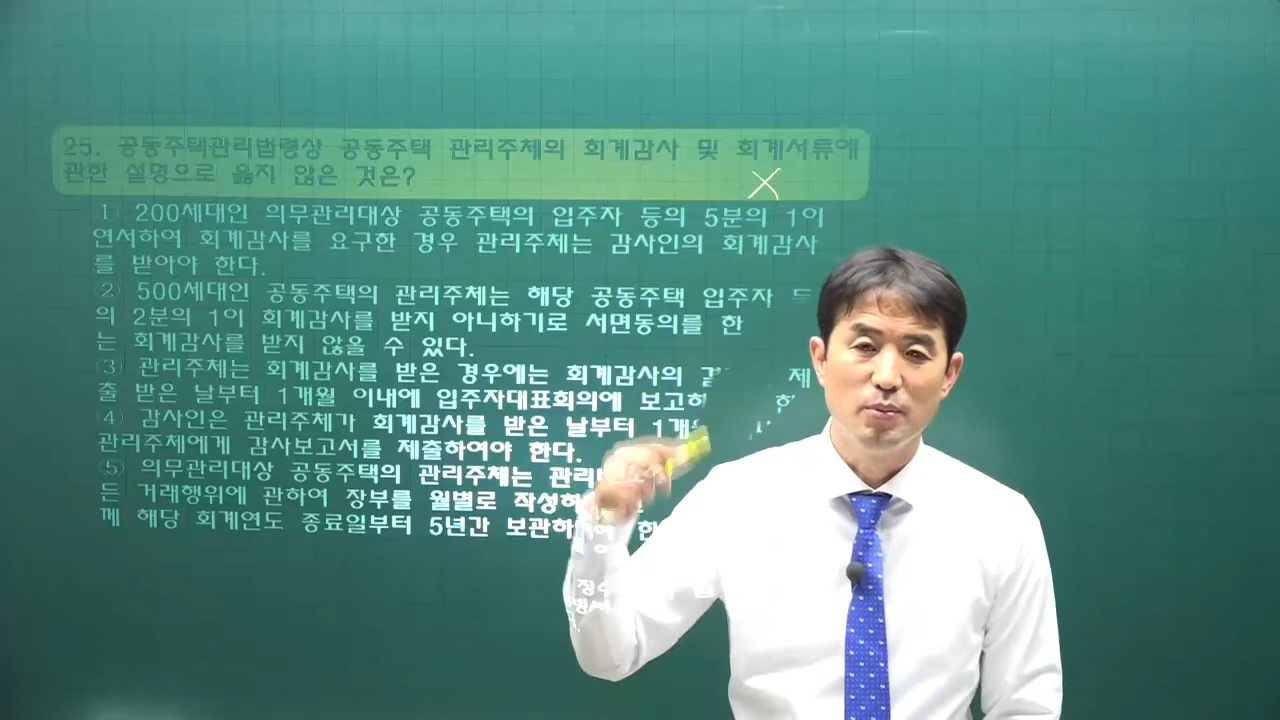 25. 공동주택관리법령상 공동주택 관리주체의 회계감사 및 회계서류에
관한 설명으로 옳지 않은 것은?
① 200세대인 의무관리대상 공동주택의 입주자 등의 5분의 1이
연서하여 회계감사를 요구한 경우 관리주체는 감사인의 회계감사
를 받아야 한다.
② 500세대인 공동주택의 관리주체는 해당 공동주택 입주자
의 2분의 1이 회계감사를 받지 아니하기로 서면동의를 한
는 회계감사를 받지 않을 수 있다.
③ 관리주체는 회계감사를 받은 경우에는 회계감사의 제
출 받은 날부터 1개월 이내에 입주자대표회의에
④ 감사인은 관리주체가 회계감사를 받은 날부터
관리주체에게 감사보고서를 제출하여야 한다.
⑤ 의무관리대상 공동주택의 관리주체는
든 거래행위에 관하여 장부를 월별로
께 해당 회계연도 종료일부터 5년간